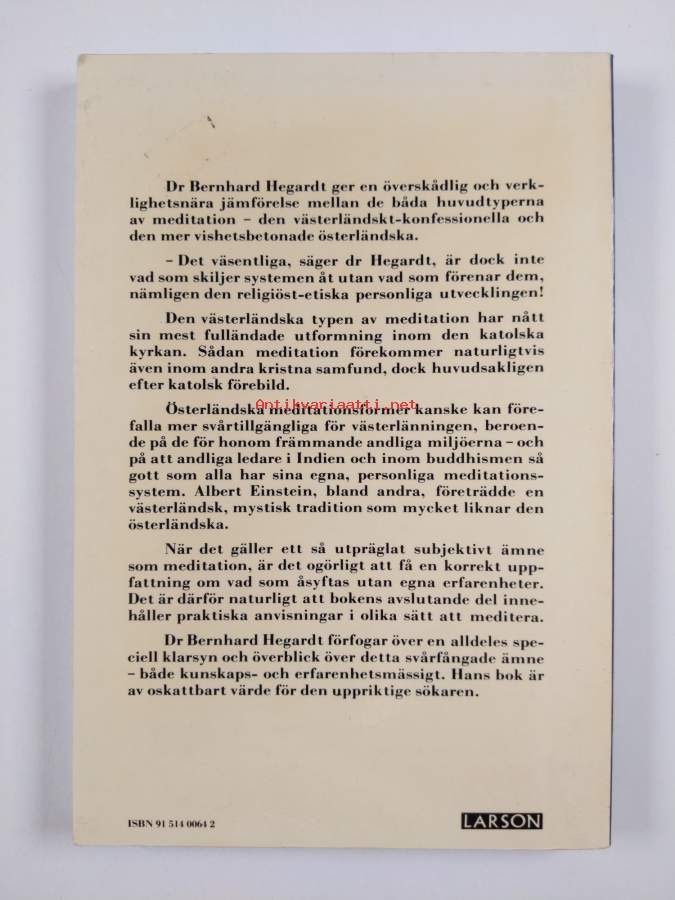 Dr Bernhard Hegardt ger en överskådlig och verk-
lighetsnära jämförelse mellan de båda huvudtyperna
av meditation – den västerländskt-konfessionella och
den mer vishetsbetonade österländska.
– Det väsentliga, säger dr Hegardt, är dock inte
vad som skiljer systemen åt utan vad som förenar dem,
nämligen den religiöst-etiska personliga utvecklingen!
Den västerländska typen av meditation har nått
sin mest fulländade utformning inom den katolska
kyrkan. Sådan meditation förekommer naturligtvis
även inom andra kristna samfund, dock huvudsakligen
efter katolsk förebild.
Antikvariaatti.net
Österländska meditationsformer kanske kan före-
falla mer svårtillgängliga för västerlänningen, beroen-
de på de för honom främmande andliga miljöerna – och
på att andliga ledare i Indien och inom buddhismen så
gott som alla har sina egna, personliga meditations-
system. Albert Einstein, bland andra, företrädde en
västerländsk, mystisk tradition som mycket liknar den
österländska.
När det gäller ett så utpräglat subjektivt ämne
som meditation, är det ogörligt att få en korrekt upp-
fattning om vad som åsyftas utan egna erfarenheter.
Det är därför naturligt att bokens avslutande del inne-
håller praktiska anvisningar i olika sätt att meditera.
Dr Bernhard Hegardt förfogar över en alldeles spe-
ciell klarsyn och överblick över detta svårfångade ämne
– både kunskaps- och erfarenhetsmässigt. Hans bok är
av oskattbart värde för den uppriktige sökaren.
ISBN 91 514 0064 2
LARSON